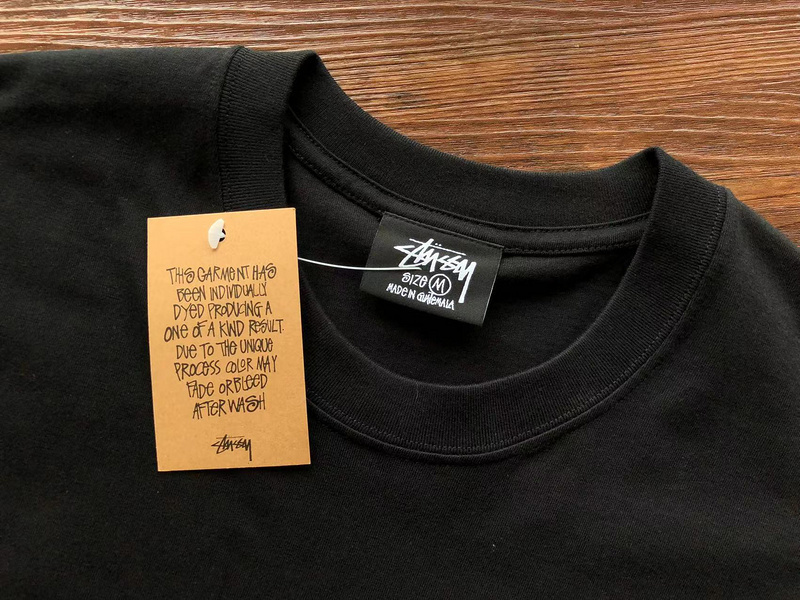 THIS GARMENT HAS
BEEN INDIVIDUALLY
DYED PRODUCING A
ONE OF A KIND RESULT.
DUE TO THE UNIQUE
PROCESS COLOR MAY
FADE OR BLEED
AFTER WASH
Stüssy
Stüssy
SIZE M
MADE IN GUATEMALA